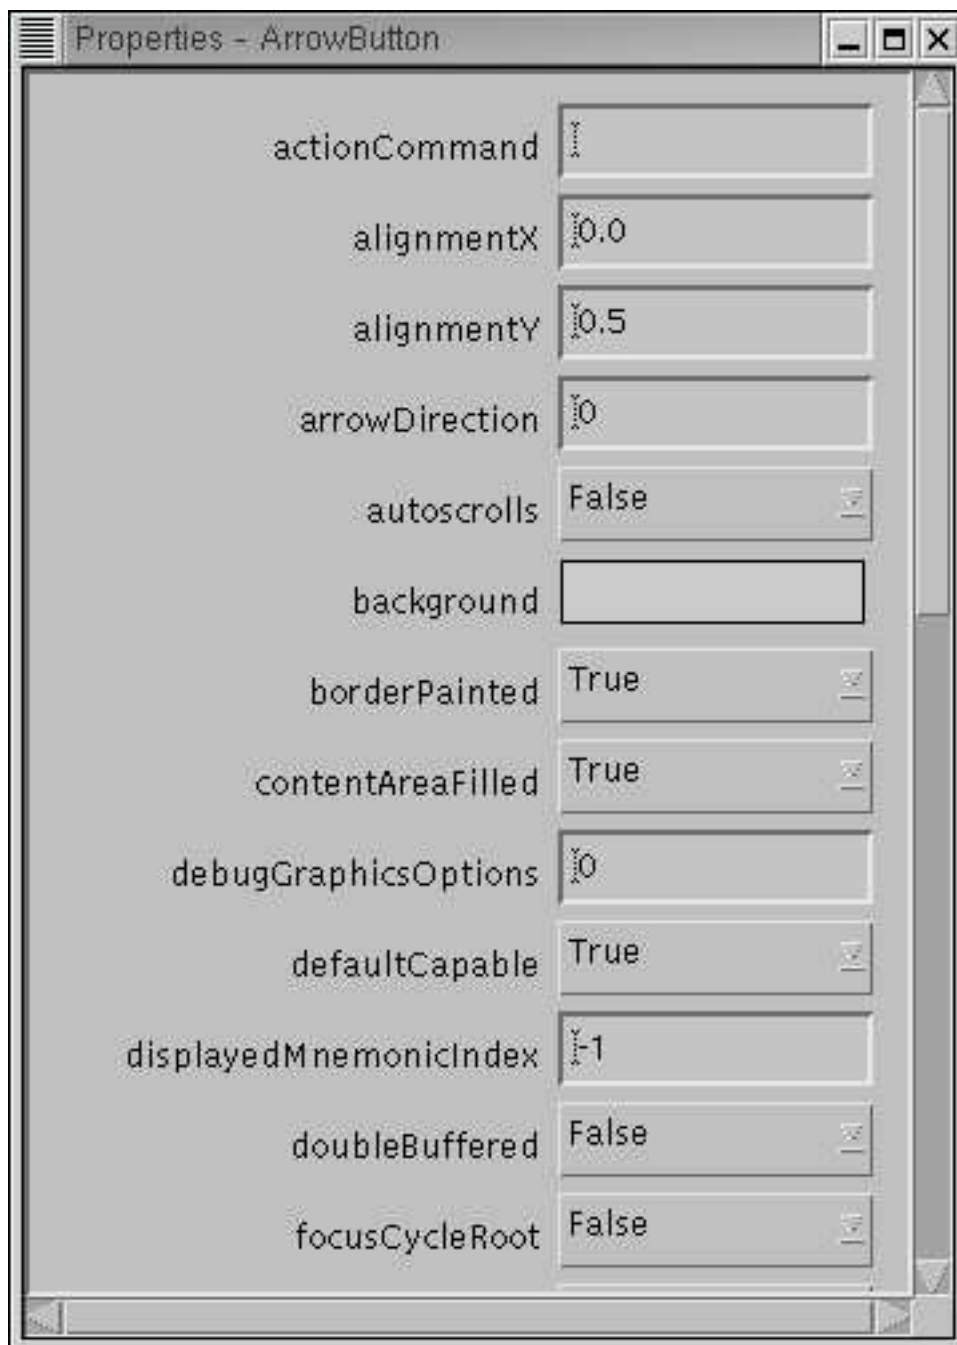 Properties - ArrowButton
actionCommand
alignmentX 0.0
alignmentY 0.5
arrowDirection 0
autoscrolls False
background
borderPainted True
contentAreaFilled True
debugGraphicsOptions 0
defaultCapable True
displayedMnemonicIndex -1
doubleBuffered False
focusCycleRoot False